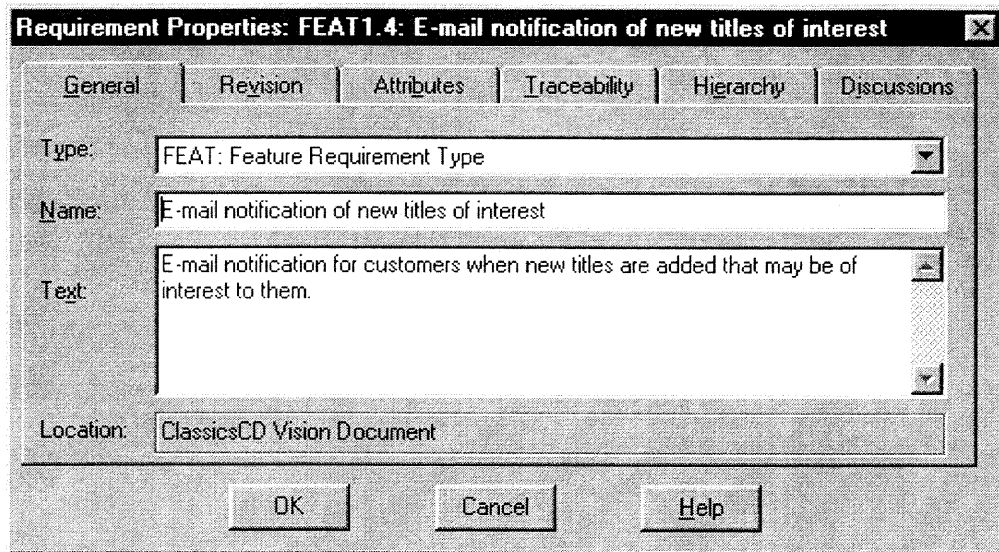 Requirement Properties: FEAT1.4: E-mail notification of new titles of interest
General Revision Attributes Traceability Hierarchy Discussions
Type: FEAT: Feature Requirement Type
Name: E-mail notification of new titles of interest
Text: E-mail notification for customers when new titles are added that may be of
interest to them.
Location: ClassicsCD Vision Document
OK Cancel Help